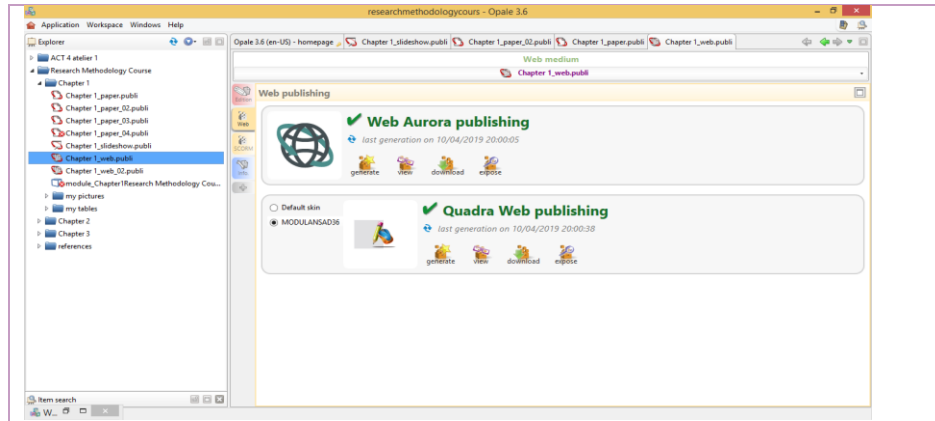 researchmethodologycours - Opale 3.6
Application Workspace Windows Help
Explorer
Opale 3.6 (en-US) - homepage
Chapter 1_slideshow.publi
Chapter 1_paper_02.publi
Chapter 1_paper.publi
Chapter 1_web.publi
ACT 4 atelier 1
Research Methodology Course
Chapter 1
Chapter 1_paper.publi
Chapter 1_paper_02.publi
Chapter 1_paper_03.publi
Chapter 1_paper_04.publi
Chapter 1_slideshow.publi
Chapter 1_web.publi
Chapter 1_web_02.publi
module_Chapter1Research Methodology Cou...
my pictures
my tables
Chapter 2
Chapter 3
references
Item search
W...
Web medium
Chapter 1_web.publi
Web
SCORM
Info
Web publishing
Web Aurora publishing
last generation on 10/04/2019 20:00:05
generate view download expose
Default skin
MODULANSAD36
Quadra Web publishing
last generation on 10/04/2019 20:00:38
generate view download expose